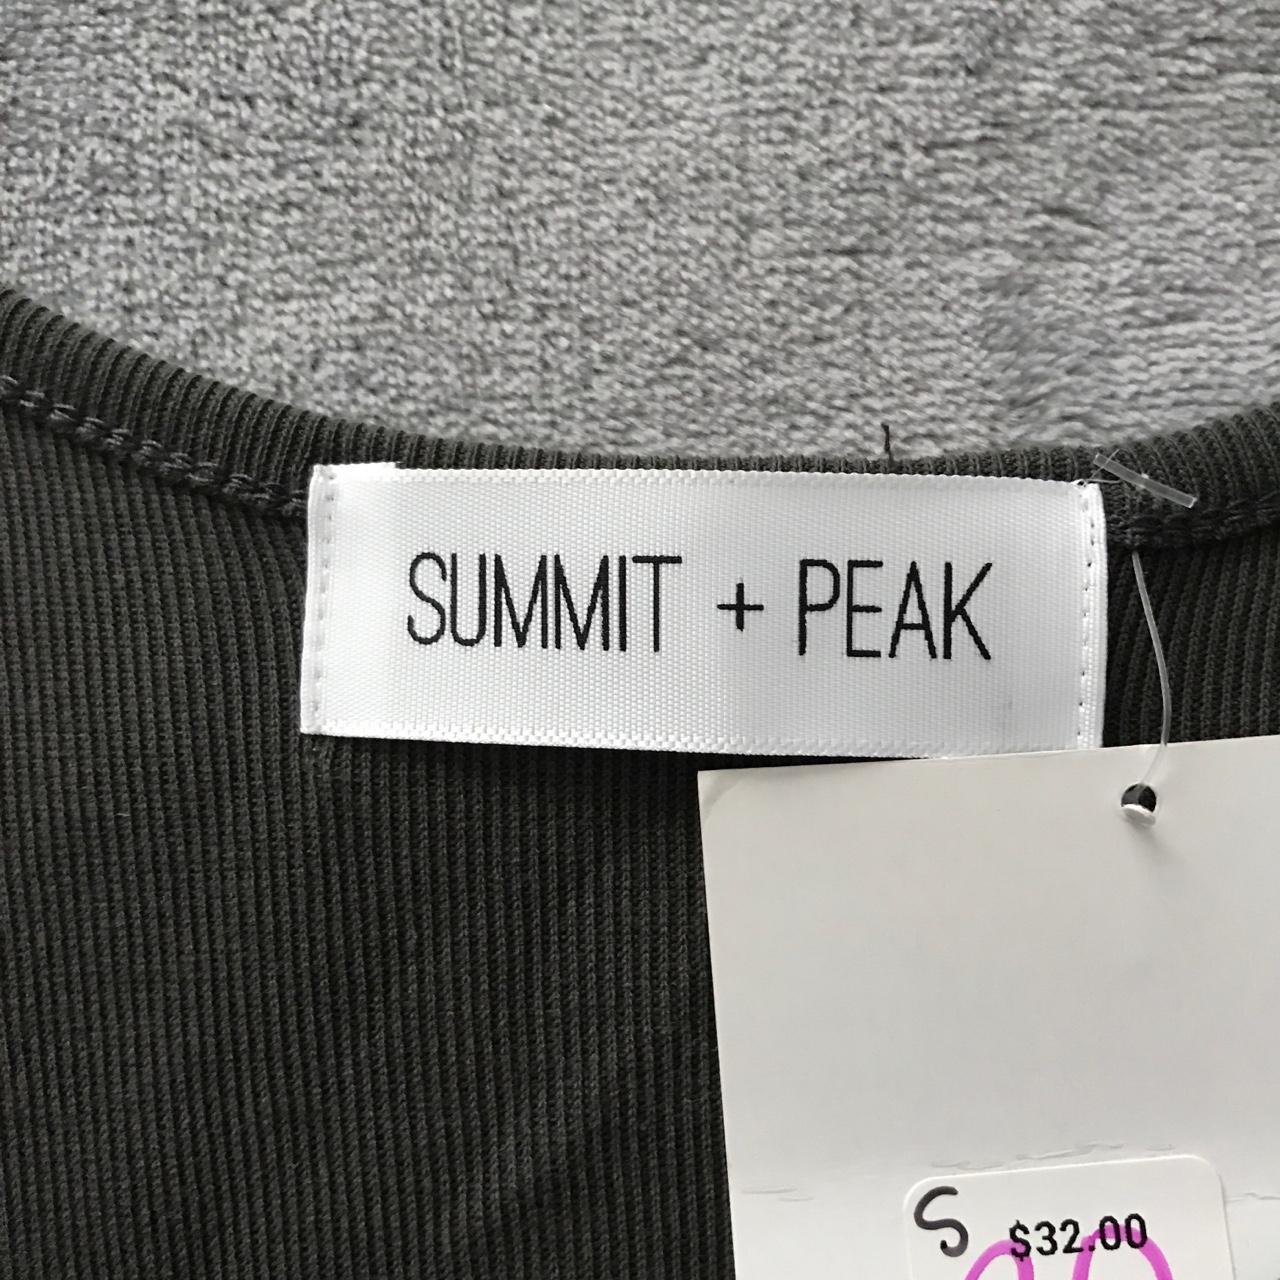 SUMMIT + PEAK
S $32.00